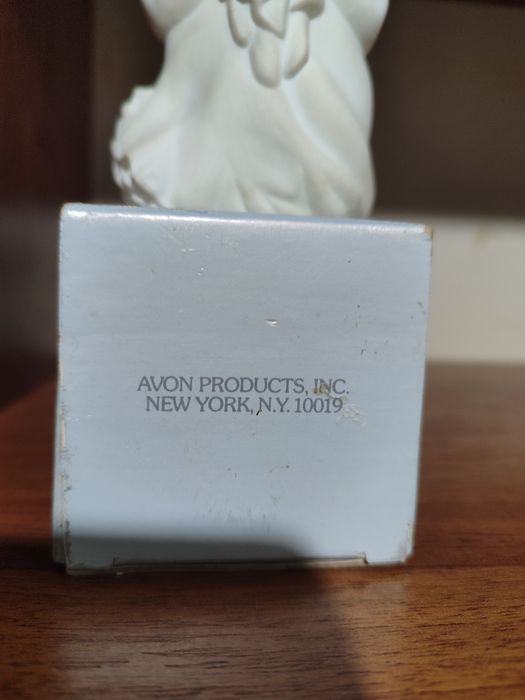 AVON PRODUCTS, INC.
NEW YORK, N.Y. 10019